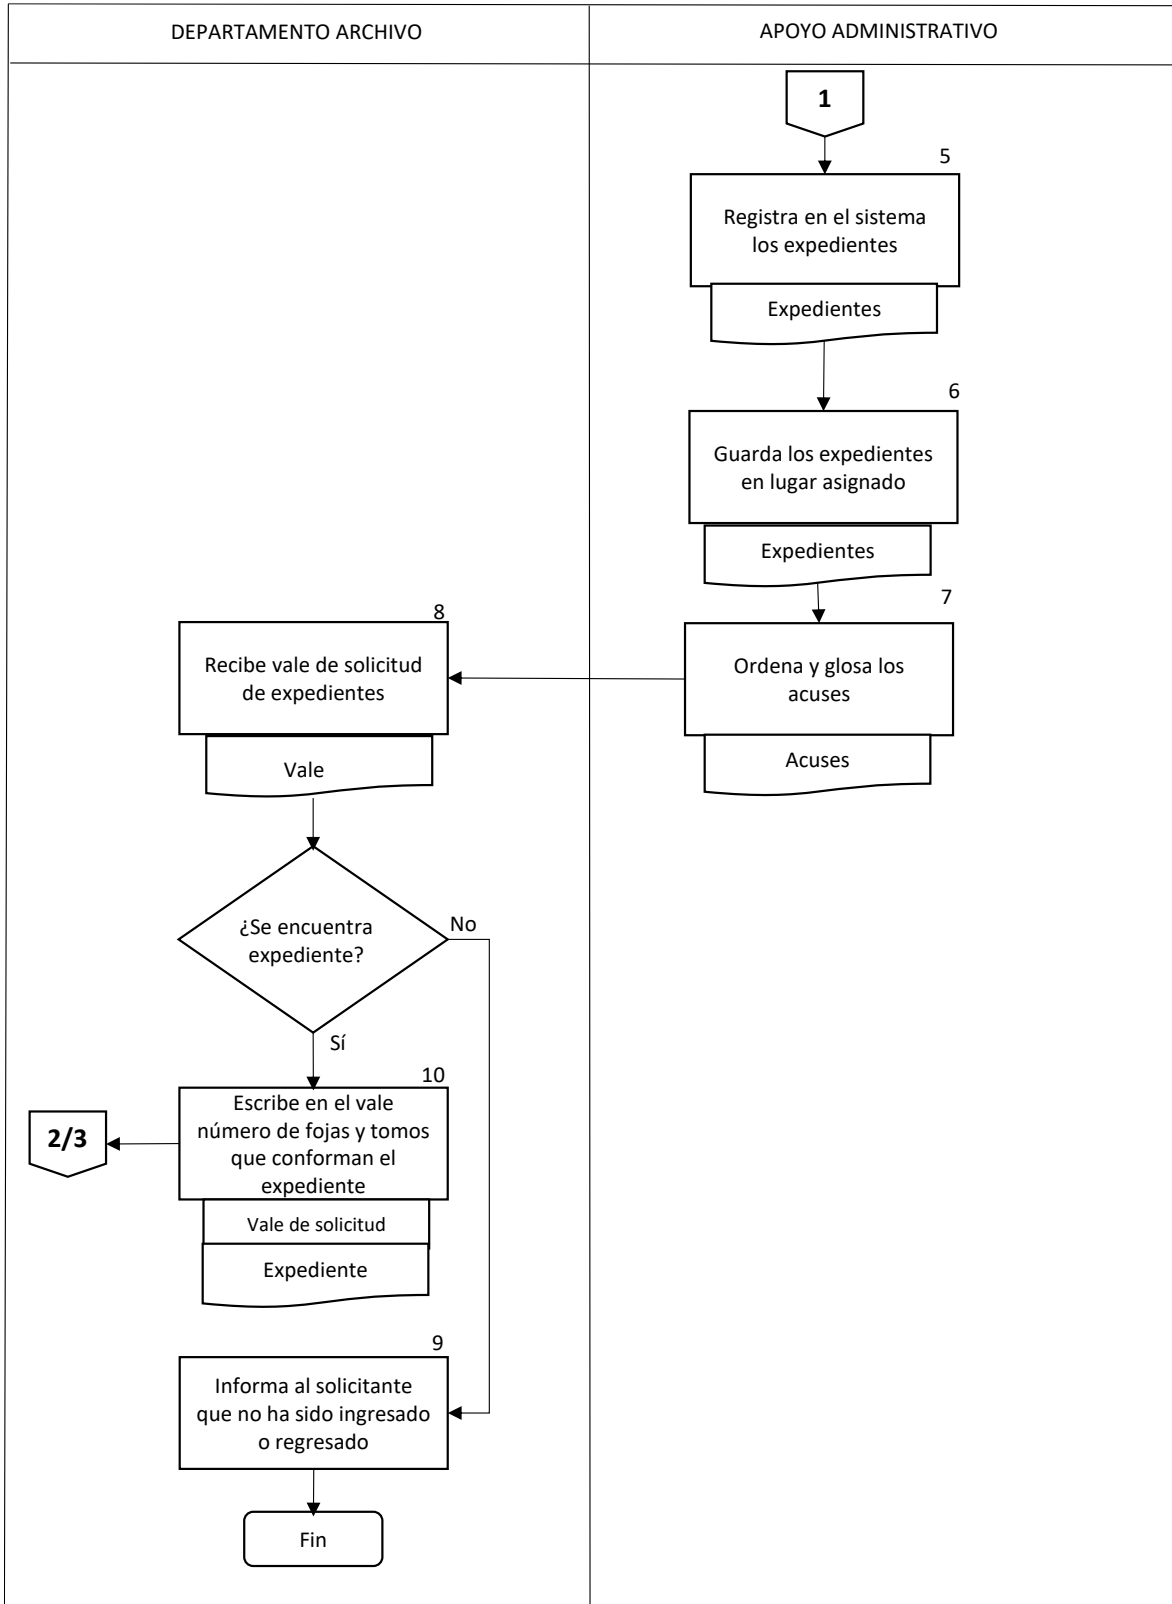 DEPARTAMENTO ARCHIVO
APOYO ADMINISTRATIVO
1
5
Registra en el sistema
los expedientes
Expedientes
6
Guarda los expedientes
en lugar asignado
Expedientes
7
Ordena y glosa los
acuses
Acuses
8
Recibe vale de solicitud
de expedientes
Vale
¿Se encuentra
expediente?
No
Sí
10
Escribe en el vale
número de fojas y tomos
que conforman el
expediente
2/3
Vale de solicitud
Expediente
9
Informa al solicitante
que no ha sido ingresado
o regresado
Fin